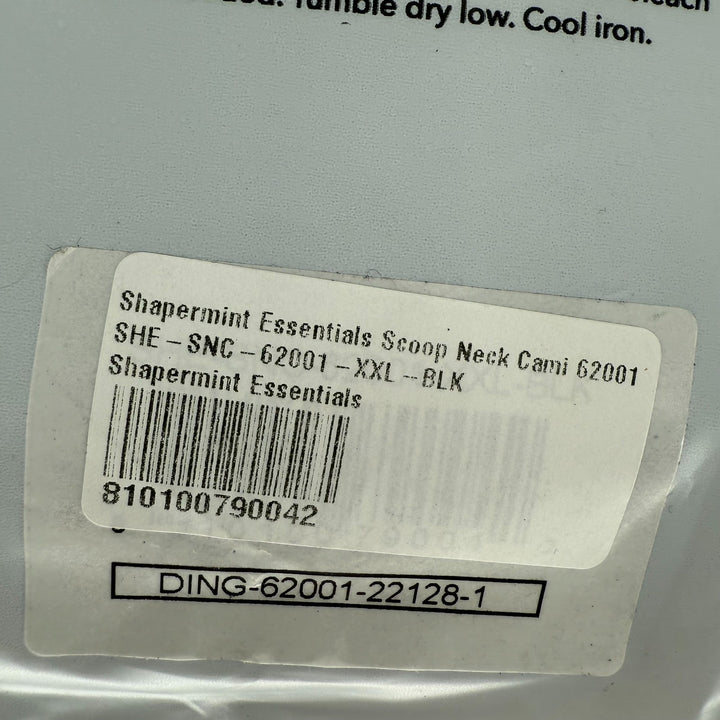 Tumble dry low. Cool iron.
Shapermint Essentials Scoop Neck Cami 62001
SHE-SNC-62001-XXL-BLK
Shapermint Essentials
810100790042
DING-62001-22128-1